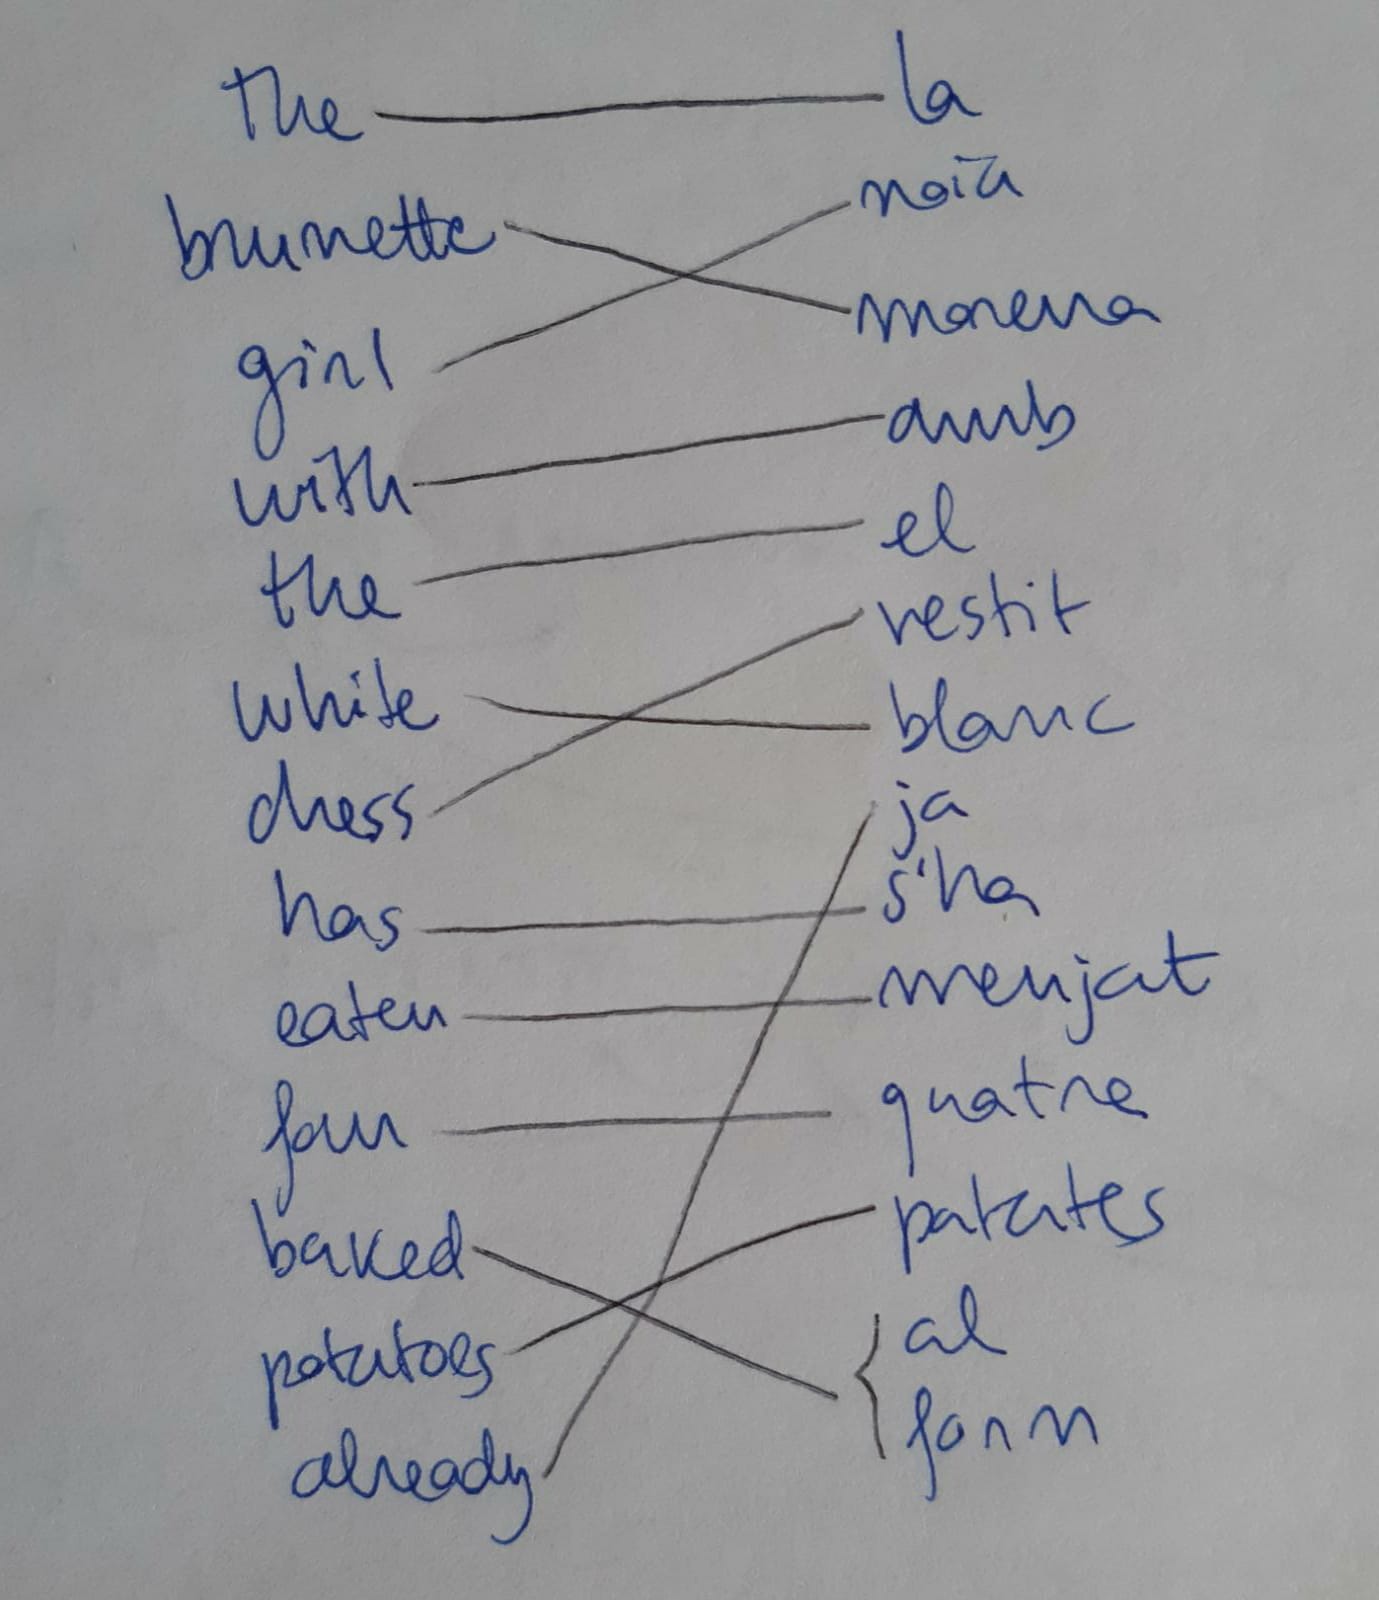 the la
brunette noia
girl morena
with amb
the el
white vestit
dress blanc
has ja
eaten s'ha
four menjat
baked quatre
potatoes patates
already al
forn